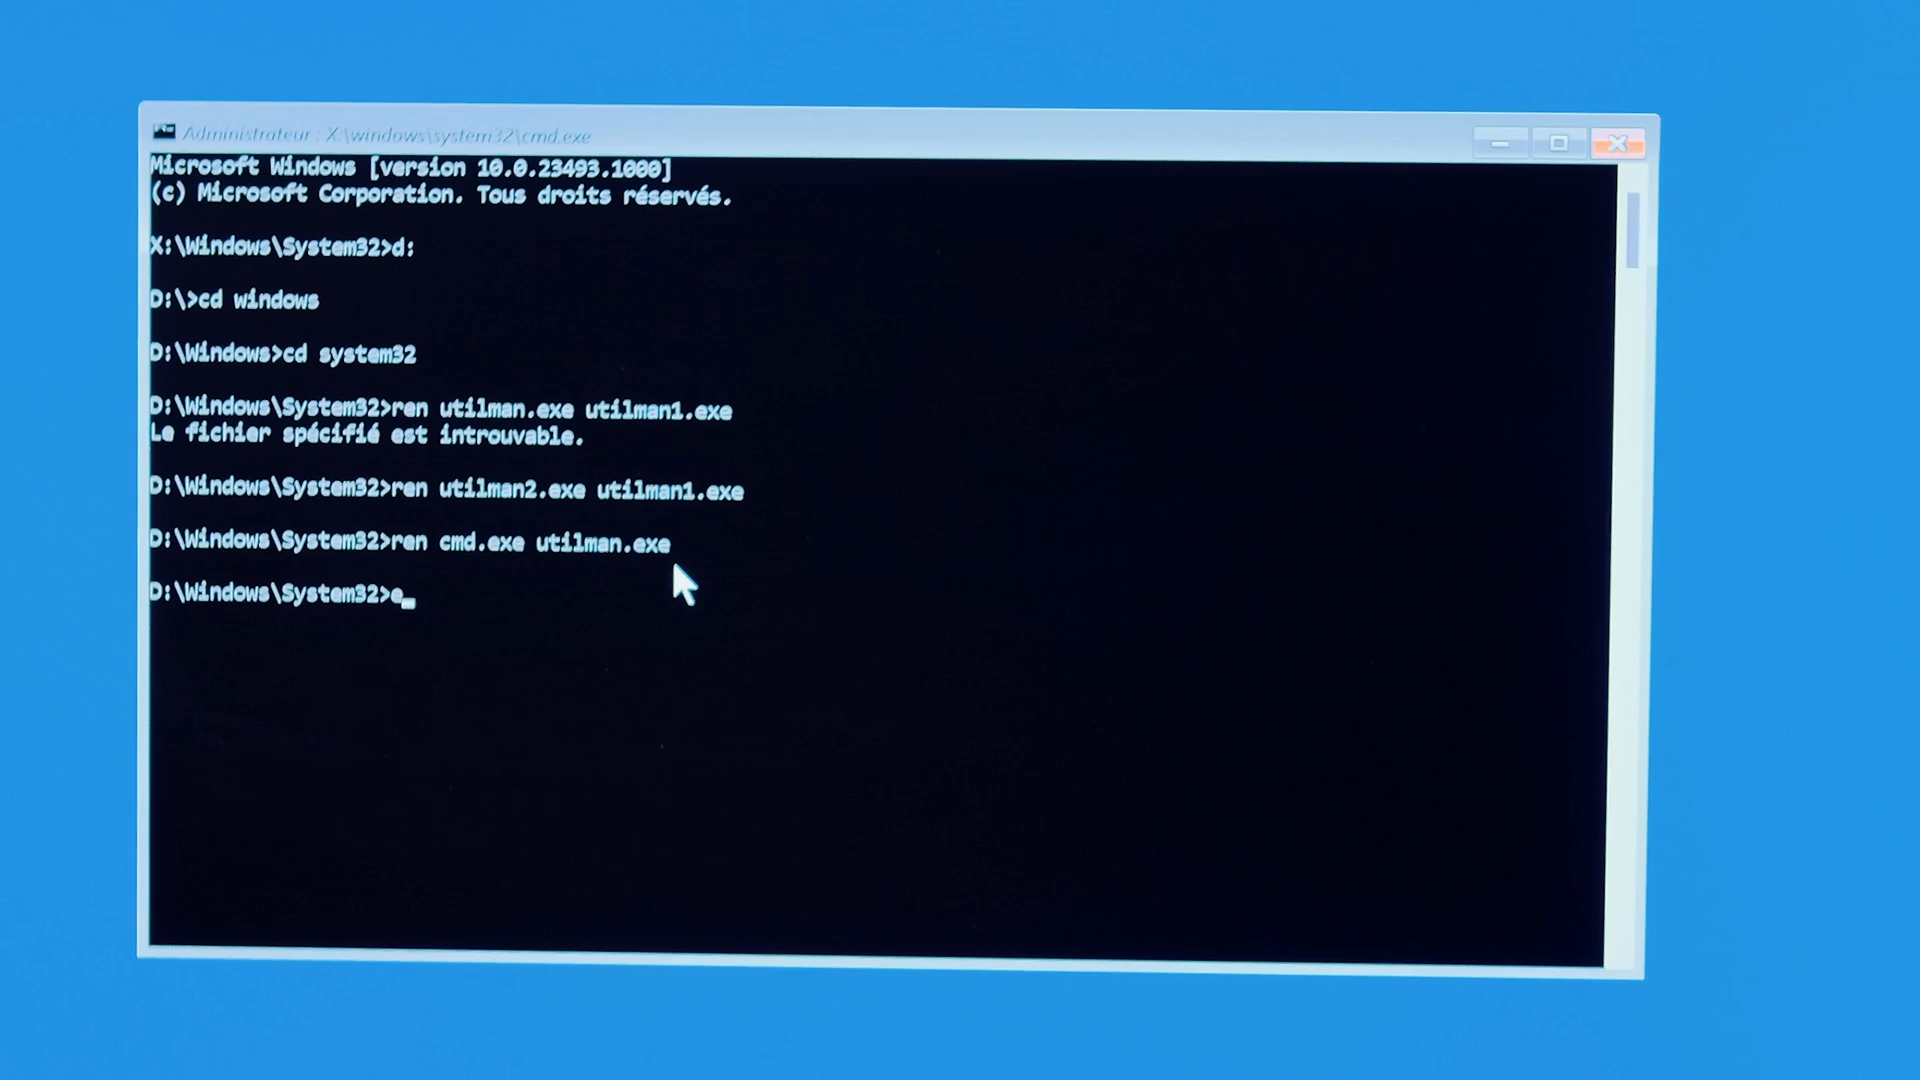 Administrateur : X:\windows\system32\cmd.exe
Microsoft Windows [version 10.0.23493.1000]
(c) Microsoft Corporation. Tous droits réservés.
X:\Windows\System32>d:
D:\>cd windows
D:\Windows>cd system32
D:\Windows\System32>ren utilman.exe utilman1.exe
Le fichier spécifié est introuvable.
D:\Windows\System32>ren utilman2.exe utilman1.exe
D:\Windows\System32>ren cmd.exe utilman.exe
D:\Windows\System32>e_